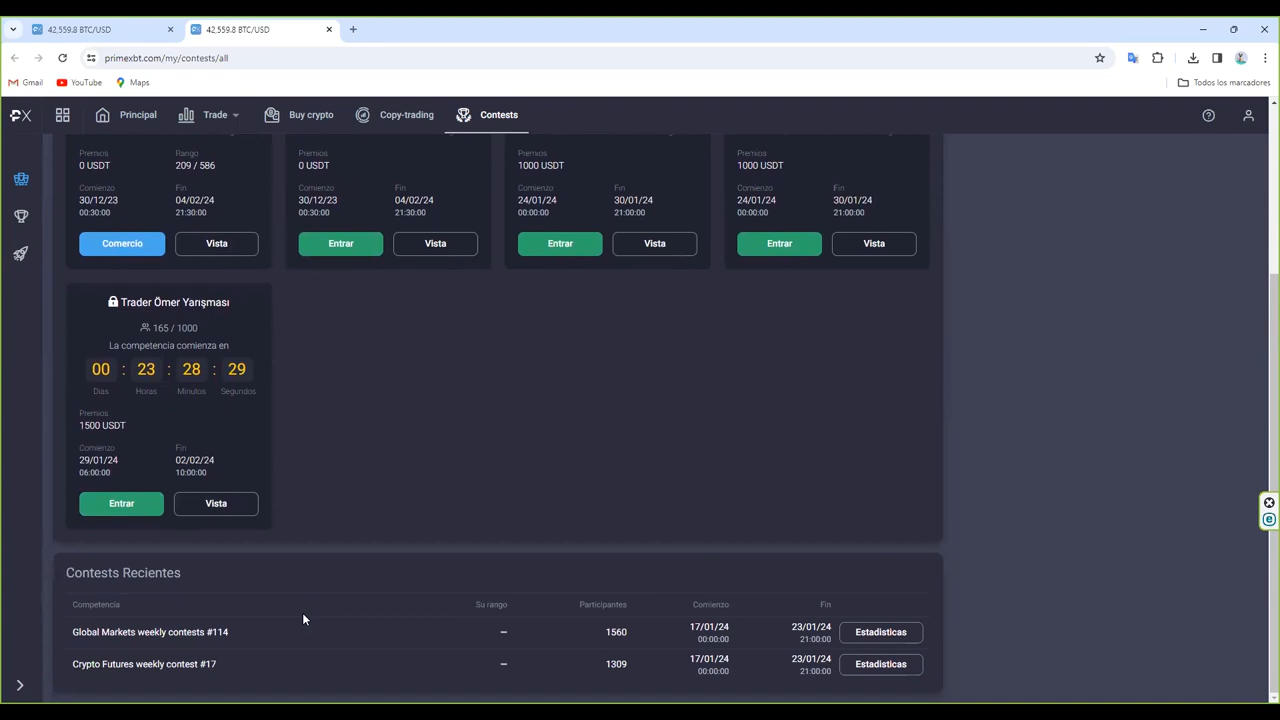 42,559.8 BTC/USD
42,559.8 BTC/USD
primexbt.com/my/contests/all
Gmail YouTube Maps Todos los marcadores
Principal Trade Buy crypto Copy-trading Contests
Premios Rango Premios Premios Premios
0 USDT 209 / 586 0 USDT 1000 USDT 1000 USDT
Comienzo Fin Comienzo Fin Comienzo Fin Comienzo Fin
30/12/23 04/02/24 30/12/23 04/02/24 24/01/24 30/01/24 24/01/24 30/01/24
00:30:00 21:30:00 00:30:00 21:30:00 00:00:00 21:00:00 00:00:00 21:00:00
Comercio Vista Entrar Vista Entrar Vista Entrar Vista
Trader Ömer Yarışması
165 / 1000
La competencia comienza en
00 : 23 : 28 : 29
Dias Horas Minutos Segundos
Premios
1500 USDT
Comienzo Fin
29/01/24 02/02/24
06:00:00 10:00:00
Entrar Vista
Contests Recientes
Competencia Su rango Participantes Comienzo Fin
Global Markets weekly contests #114 – 1560 17/01/24 00:00:00 23/01/24 21:00:00 Estadisticas
Crypto Futures weekly contest #17 – 1309 17/01/24 00:00:00 23/01/24 21:00:00 Estadisticas